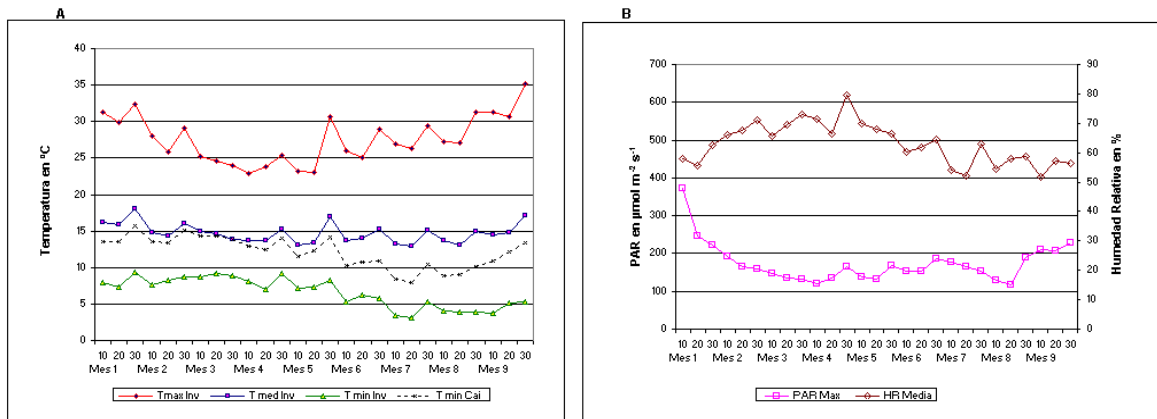 A
Temperatura en ºC
40
35
30
25
20
15
10
5
0
10 20 30 10 20 30 10 20 30 10 20 30 10 20 30 10 20 30 10 20 30 10 20 30 10 20 30
Mes 1 Mes 2 Mes 3 Mes 4 Mes 5 Mes 6 Mes 7 Mes 8 Mes 9
Tmax Inv T med Inv T min Inv T min Cai
B
PAR en µmol m⁻² s⁻¹
700
600
500
400
300
200
100
0
Humedad Relativa en %
90
80
70
60
50
40
30
20
10
0
10 20 30 10 20 30 10 20 30 10 20 30 10 20 30 10 20 30 10 20 30 10 20 30 10 20 30
Mes 1 Mes 2 Mes 3 Mes 4 Mes 5 Mes 6 Mes 7 Mes 8 Mes 9
PAR Max HR Media